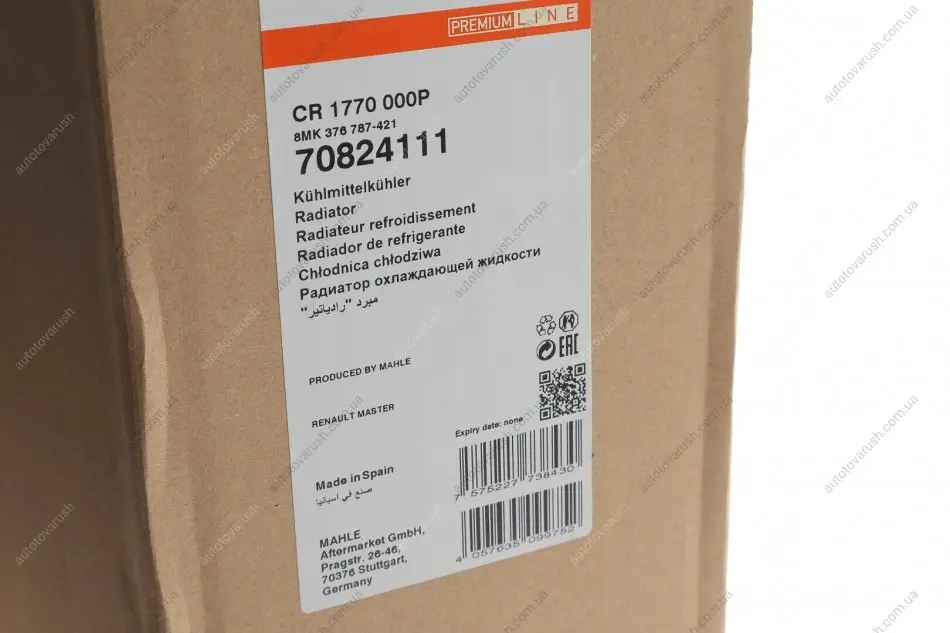 PREMIUM LINE
CR 1770 000P
8MK 376 787-421
70824111
Kühlmittelkühler
Radiator
Radiateur refroidissement
Radiador de refrigerante
Chłodnica chłodziwa
Радиатор охлаждающей жидкости
مبرد "رادياتير"
PRODUCED BY MAHLE
RENAULT MASTER
Expiry date: none
7 575227 738430
Made in Spain
صنع في اسبانيا
MAHLE
Aftermarket GmbH,
Pragstr. 26-46,
70376 Stuttgart,
Germany
4 057635 099752
EAC
autotovarush.com.ua